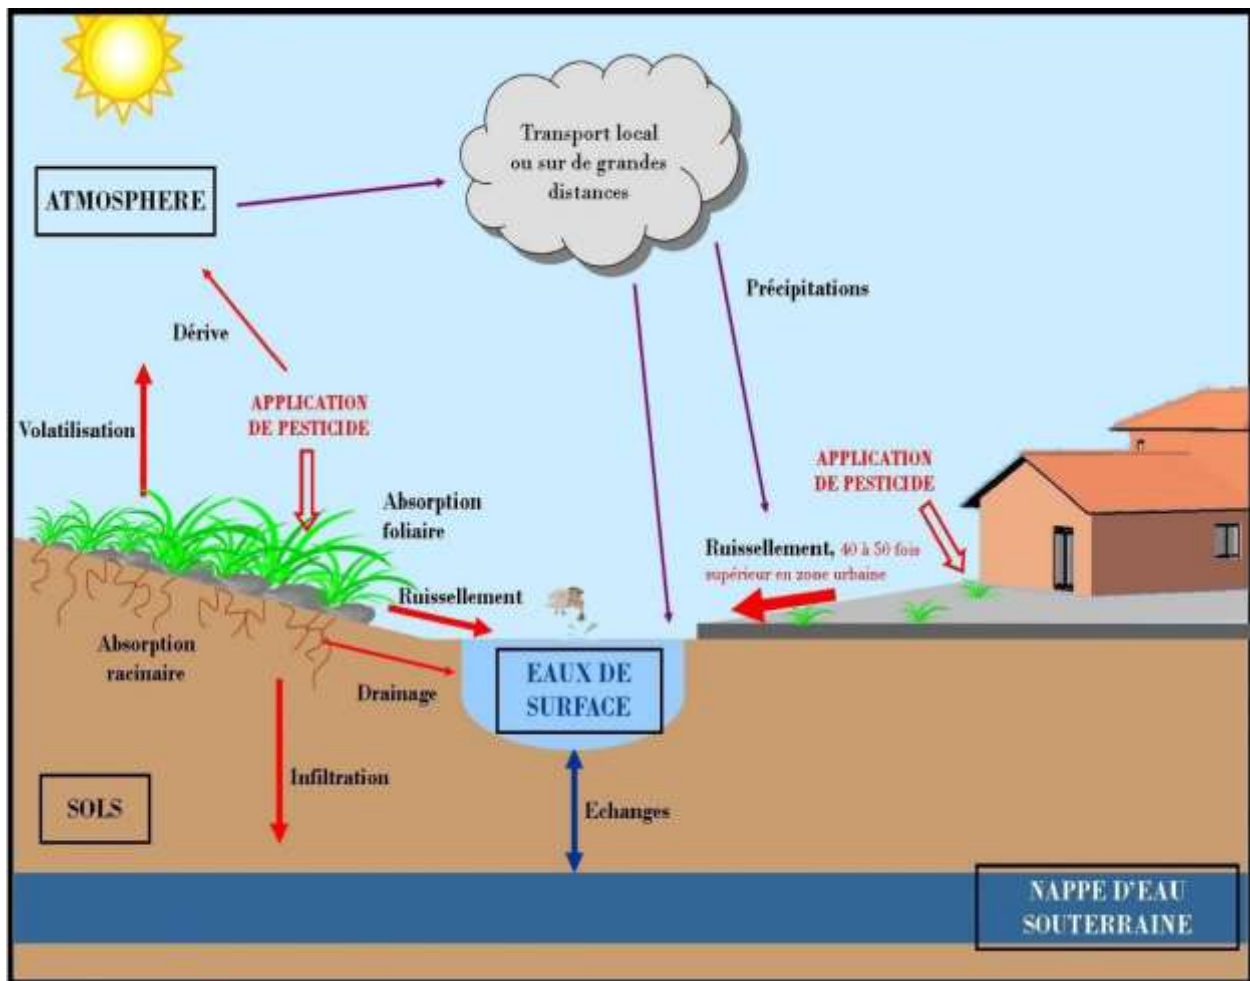 Transport local
ou sur de grandes
distances
ATMOSPHERE
Précipitations
Dérive
Volatilisation
APPLICATION
DE PESTICIDE
APPLICATION
DE PESTICIDE
Absorption
foliaire
Ruissellement, 40 à 50 fois
supérieur en zone urbaine
Ruissellement
Absorption
racinaire
Drainage
EAUX DE
SURFACE
Infiltration
SOLS
Echanges
NAPPE D'EAU
SOUTERRAINE